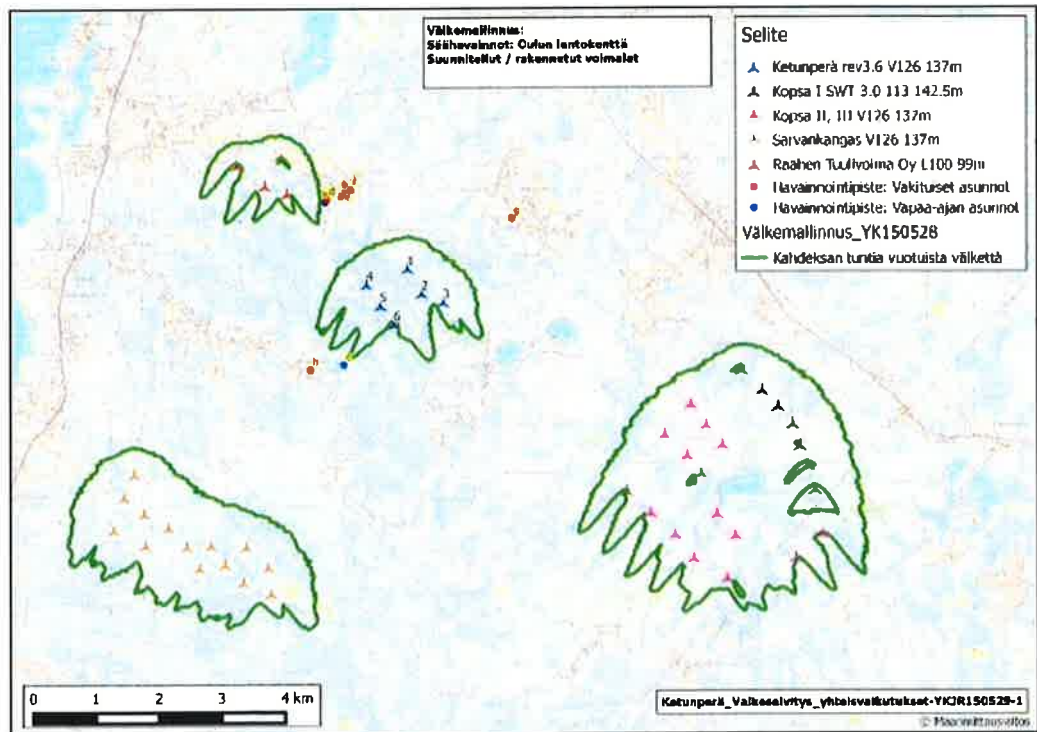 Välkemallinnus:
Säähavainnot: Oulun lentokenttä
Suunnitellut / rakennetut voimalat
Selite
Ketunperä rev3.6 V126 137m
Kopsa I SWT 3.0 113 142.5m
Kopsa II, III V126 137m
Sarvankangas V126 137m
Raahen Tuulivoima Oy L100 99m
Havainnointipiste: Vakituiset asunnot
Havainnointipiste: Vapaa-ajan asunnot
Välkemallinnus_YK150528
Kahdeksan tuntia vuotuista välkettä
1
4
2
3
5
6
h
0 1 2 3 4 km
Ketunperä_Valkeselvitys_yhteisvaikutukset-YKJR150529-1
© Maanmittauslaitos